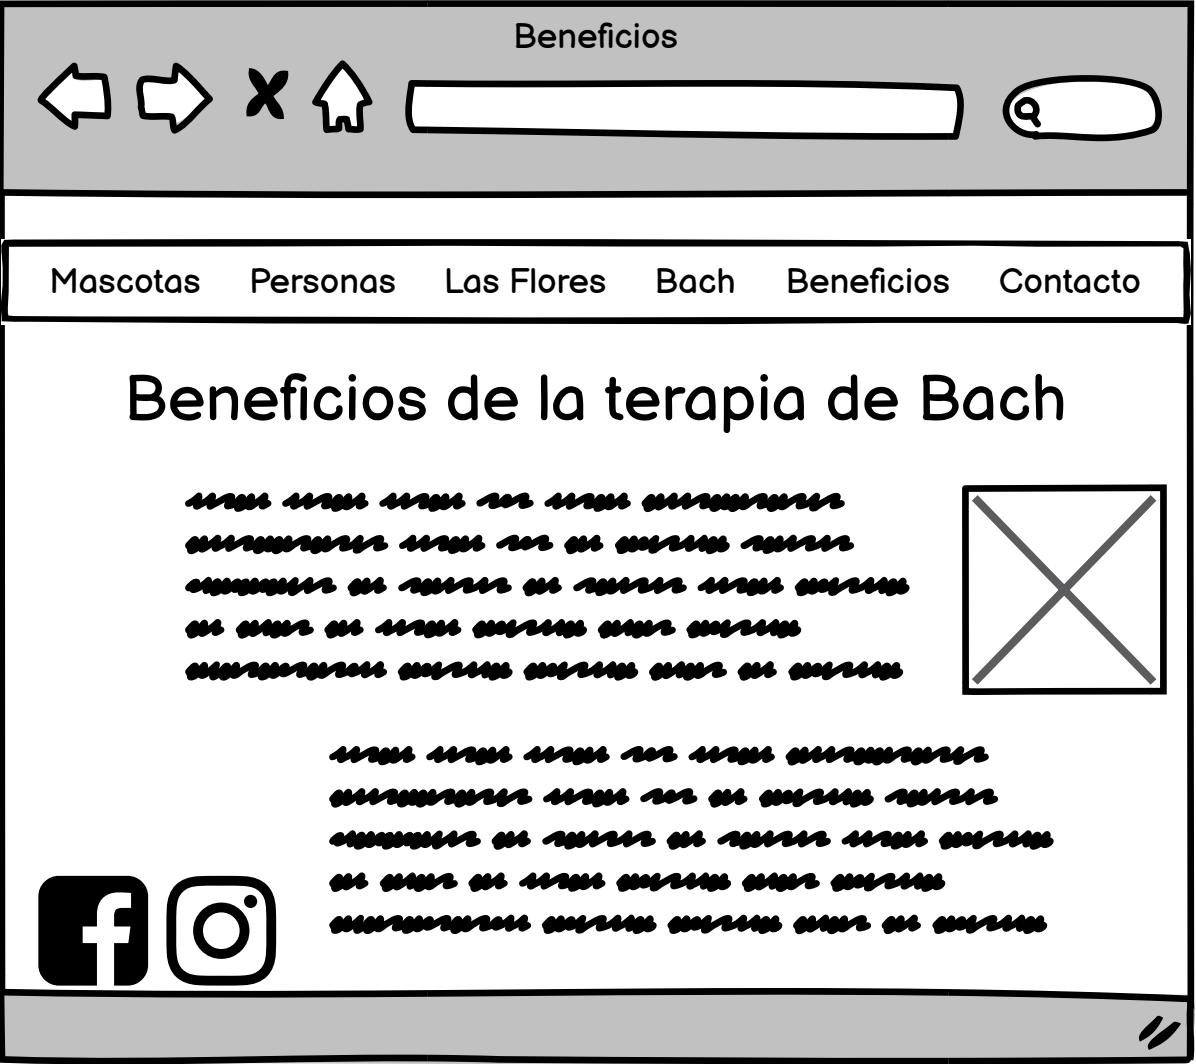 Beneficios
Mascotas Personas Las Flores Bach Beneficios Contacto
Beneficios de la terapia de Bach